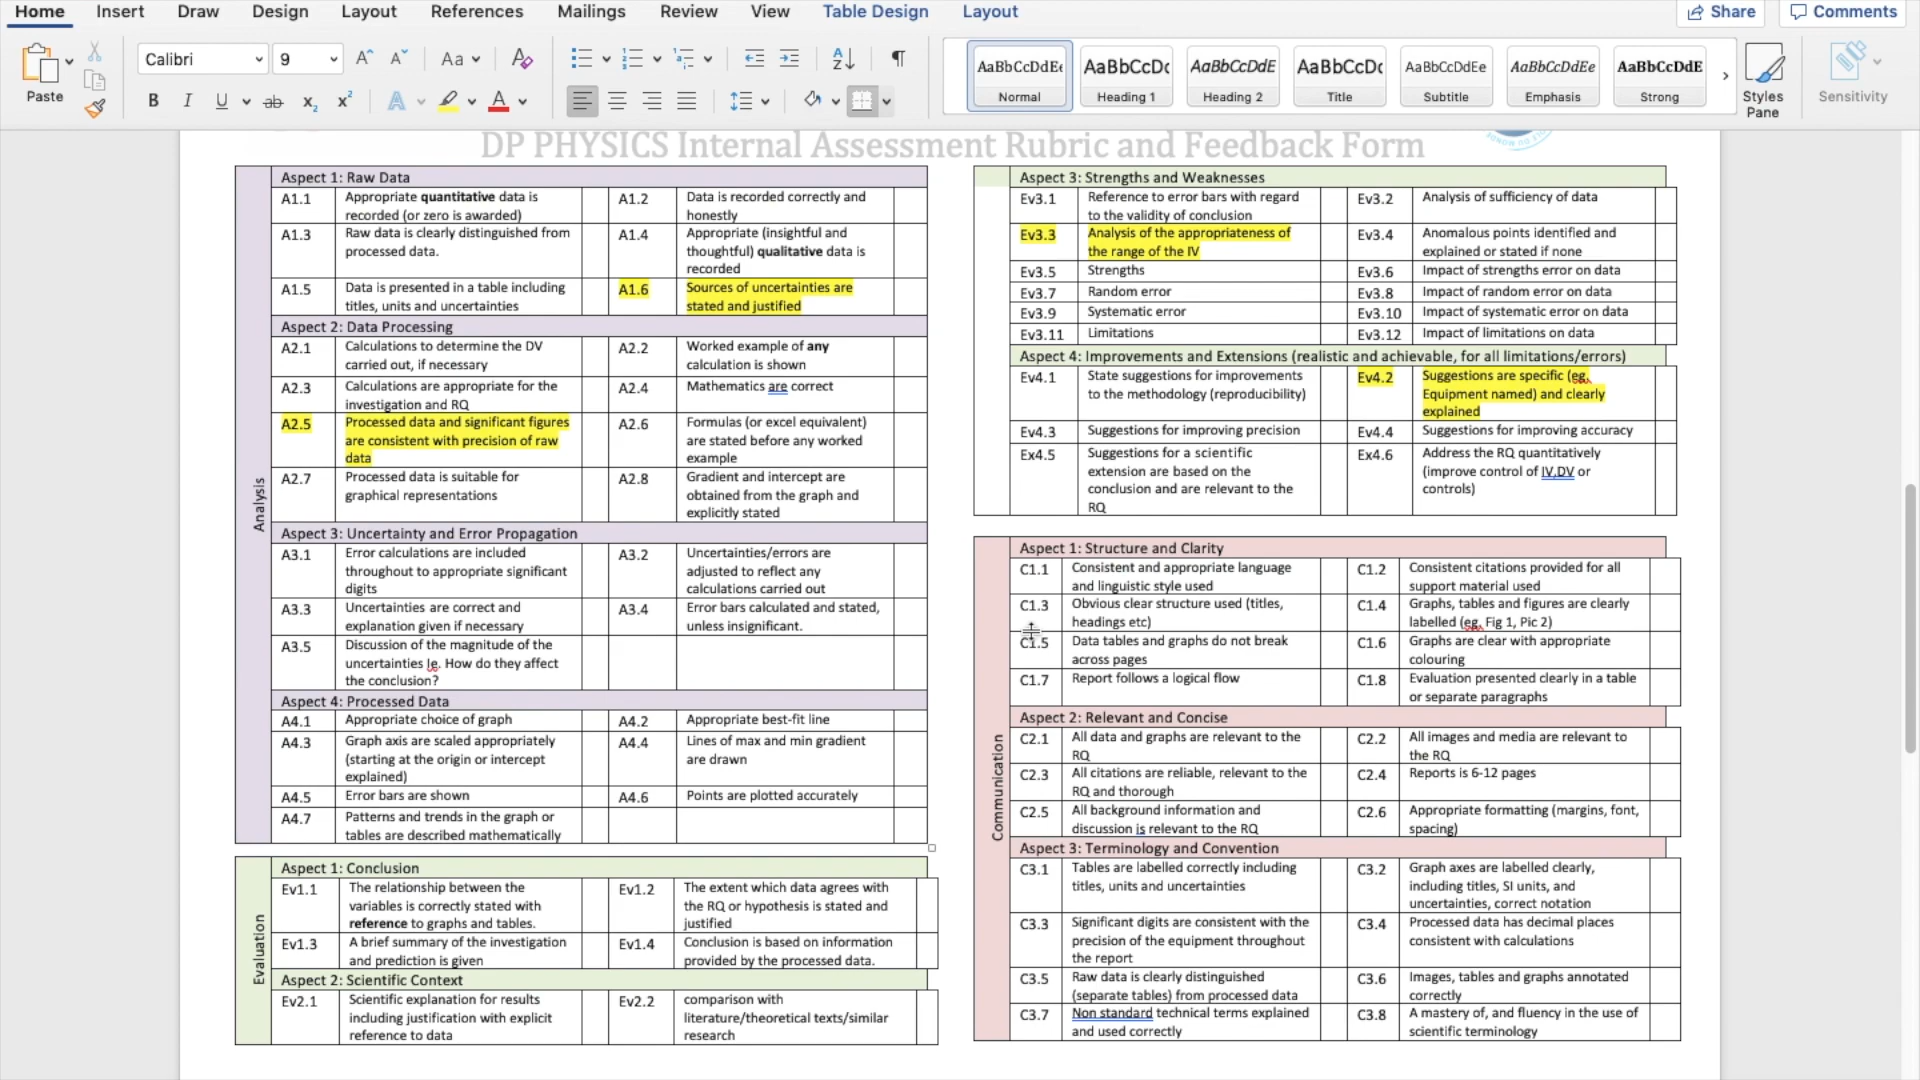 Home Insert Draw Design Layout References Mailings Review View Table Design Layout Share Comments
Calibri 9 Aa
Paste
B I U ab x₂ x² A A
AaBbCcDdEe AaBbCcDc AaBbCcDdE AaBbCcDc AaBbCcDdEe AaBbCcDdEe AaBbCcDdE
Normal Heading 1 Heading 2 Title Subtitle Emphasis Strong
Styles Pane
Sensitivity
DP PHYSICS Internal Assessment Rubric and Feedback Form
Analysis
Aspect 1: Raw Data
A1.1 Appropriate quantitative data is
recorded (or zero is awarded)
A1.2 Data is recorded correctly and
honestly
A1.3 Raw data is clearly distinguished from
processed data.
A1.4 Appropriate (insightful and
thoughtful) qualitative data is
recorded
A1.5 Data is presented in a table including
titles, units and uncertainties
A1.6 Sources of uncertainties are
stated and justified
Aspect 2: Data Processing
A2.1 Calculations to determine the DV
carried out, if necessary
A2.2 Worked example of any
calculation is shown
A2.3 Calculations are appropriate for the
investigation and RQ
A2.4 Mathematics are correct
A2.5 Processed data and significant figures
are consistent with precision of raw
data
A2.6 Formulas (or excel equivalent)
are stated before any worked
example
A2.7 Processed data is suitable for
graphical representations
A2.8 Gradient and intercept are
obtained from the graph and
explicitly stated
Aspect 3: Uncertainty and Error Propagation
A3.1 Error calculations are included
throughout to appropriate significant
digits
A3.2 Uncertainties/errors are
adjusted to reflect any
calculations carried out
A3.3 Uncertainties are correct and
explanation given if necessary
A3.4 Error bars calculated and stated,
unless insignificant.
A3.5 Discussion of the magnitude of the
uncertainties Ie. How do they affect
the conclusion?
Aspect 4: Processed Data
A4.1 Appropriate choice of graph
A4.2 Appropriate best-fit line
A4.3 Graph axis are scaled appropriately
(starting at the origin or intercept
explained)
A4.4 Lines of max and min gradient
are drawn
A4.5 Error bars are shown
A4.6 Points are plotted accurately
A4.7 Patterns and trends in the graph or
tables are described mathematically
Evaluation
Aspect 1: Conclusion
Ev1.1 The relationship between the
variables is correctly stated with
reference to graphs and tables.
Ev1.2 The extent which data agrees with
the RQ or hypothesis is stated and
justified
Ev1.3 A brief summary of the investigation
and prediction is given
Ev1.4 Conclusion is based on information
provided by the processed data.
Aspect 2: Scientific Context
Ev2.1 Scientific explanation for results
including justification with explicit
reference to data
Ev2.2 comparison with
literature/theoretical texts/similar
research
Aspect 3: Strengths and Weaknesses
Ev3.1 Reference to error bars with regard
to the validity of conclusion
Ev3.2 Analysis of sufficiency of data
Ev3.3 Analysis of the appropriateness of
the range of the IV
Ev3.4 Anomalous points identified and
explained or stated if none
Ev3.5 Strengths
Ev3.6 Impact of strengths error on data
Ev3.7 Random error
Ev3.8 Impact of random error on data
Ev3.9 Systematic error
Ev3.10 Impact of systematic error on data
Ev3.11 Limitations
Ev3.12 Impact of limitations on data
Aspect 4: Improvements and Extensions (realistic and achievable, for all limitations/errors)
Ev4.1 State suggestions for improvements
to the methodology (reproducibility)
Ev4.2 Suggestions are specific (eg.
Equipment named) and clearly
explained
Ev4.3 Suggestions for improving precision
Ev4.4 Suggestions for improving accuracy
Ex4.5 Suggestions for a scientific
extension are based on the
conclusion and are relevant to the
RQ
Ex4.6 Address the RQ quantitatively
(improve control of IV,DV or
controls)
Communication
Aspect 1: Structure and Clarity
C1.1 Consistent and appropriate language
and linguistic style used
C1.2 Consistent citations provided for all
support material used
C1.3 Obvious clear structure used (titles,
headings etc)
C1.4 Graphs, tables and figures are clearly
labelled (eg. Fig 1, Pic 2)
C1.5 Data tables and graphs do not break
across pages
C1.6 Graphs are clear with appropriate
colouring
C1.7 Report follows a logical flow
C1.8 Evaluation presented clearly in a table
or separate paragraphs
Aspect 2: Relevant and Concise
C2.1 All data and graphs are relevant to the
RQ
C2.2 All images and media are relevant to
the RQ
C2.3 All citations are reliable, relevant to the
RQ and thorough
C2.4 Reports is 6-12 pages
C2.5 All background information and
discussion is relevant to the RQ
C2.6 Appropriate formatting (margins, font,
spacing)
Aspect 3: Terminology and Convention
C3.1 Tables are labelled correctly including
titles, units and uncertainties
C3.2 Graph axes are labelled clearly,
including titles, SI units, and
uncertainties, correct notation
C3.3 Significant digits are consistent with the
precision of the equipment throughout
the report
C3.4 Processed data has decimal places
consistent with calculations
C3.5 Raw data is clearly distinguished
(separate tables) from processed data
C3.6 Images, tables and graphs annotated
correctly
C3.7 Non standard technical terms explained
and used correctly
C3.8 A mastery of, and fluency in the use of
scientific terminology